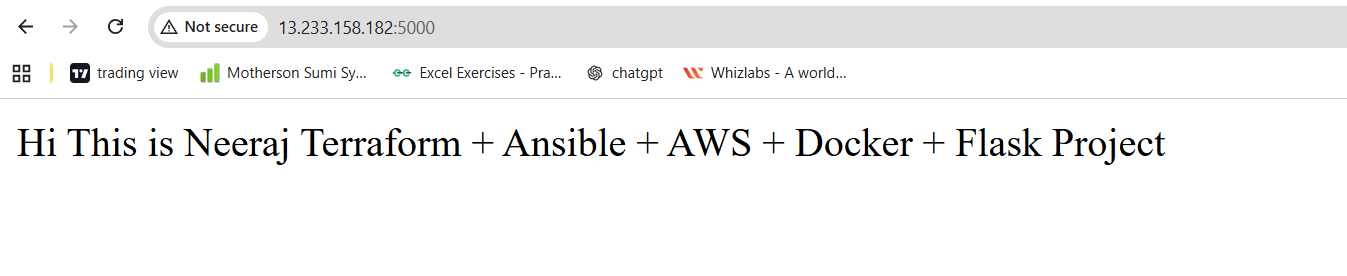 Not secure 13.233.158.182:5000
trading view Motherson Sumi Sy... Excel Exercises - Pra... chatgpt Whizlabs - A world...
Hi This is Neeraj Terraform + Ansible + AWS + Docker + Flask Project